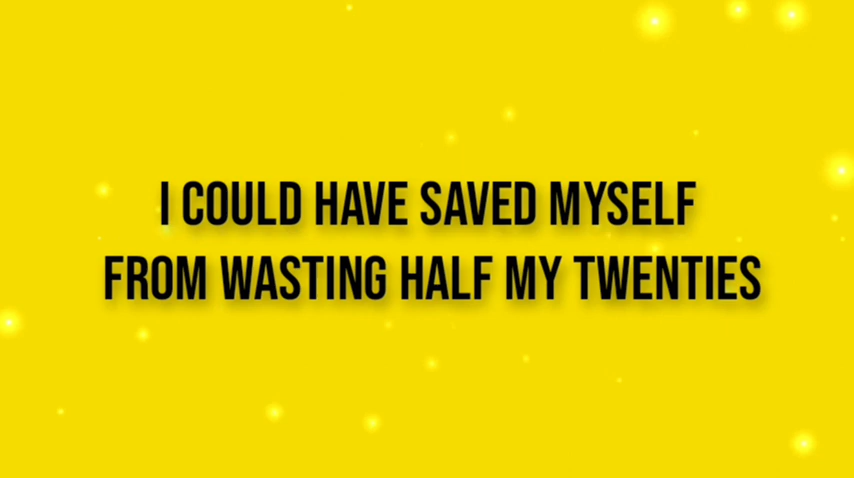 I COULD HAVE SAVED MYSELF
FROM WASTING HALF MY TWENTIES